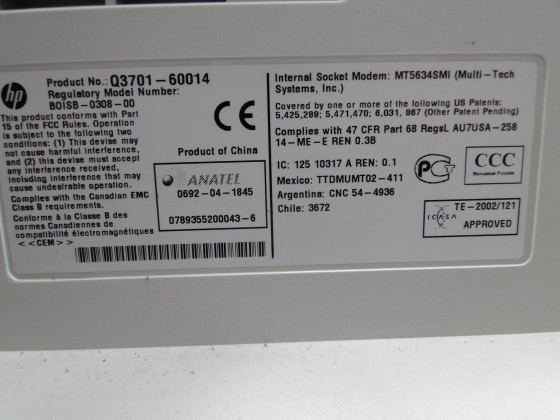 hp
Product No.: Q3701-60014
Regulatory Model Number:
BOISB-0308-00
This product conforms with Part
15 of the FCC Rules. Operation
is subject to the following two
conditions: (1) This device may
not cause harmful interference,
and (2) this device must accept
any interference received,
including interference that may
cause undesirable operation.
Complies with the Canadian EMC
Class B requirements.
Conforme à la Classe B des
normes Canadiennes de
compatibilité électromagnétiques
<<CEM>>
CE
Product of China
ANATEL
0692-04-1845
0789355200043-6
Internal Socket Modem: MT5634SMI (Multi-Tech
Systems, Inc.)
Covered by one or more of the following US Patents:
5,425,289; 5,471,470; 6,031, 867 (Other Patent Pending)
Complies with 47 CFR Part 68 RegsL AU7USA-258
14-ME-E REN 0.3B
IC: 125 10317 A REN: 0.1
Mexico: TTDMUMT02-411
Argentina: CNC 54-4936
Chile: 3672
CCC
ICASA
TE-2002/121
APPROVED